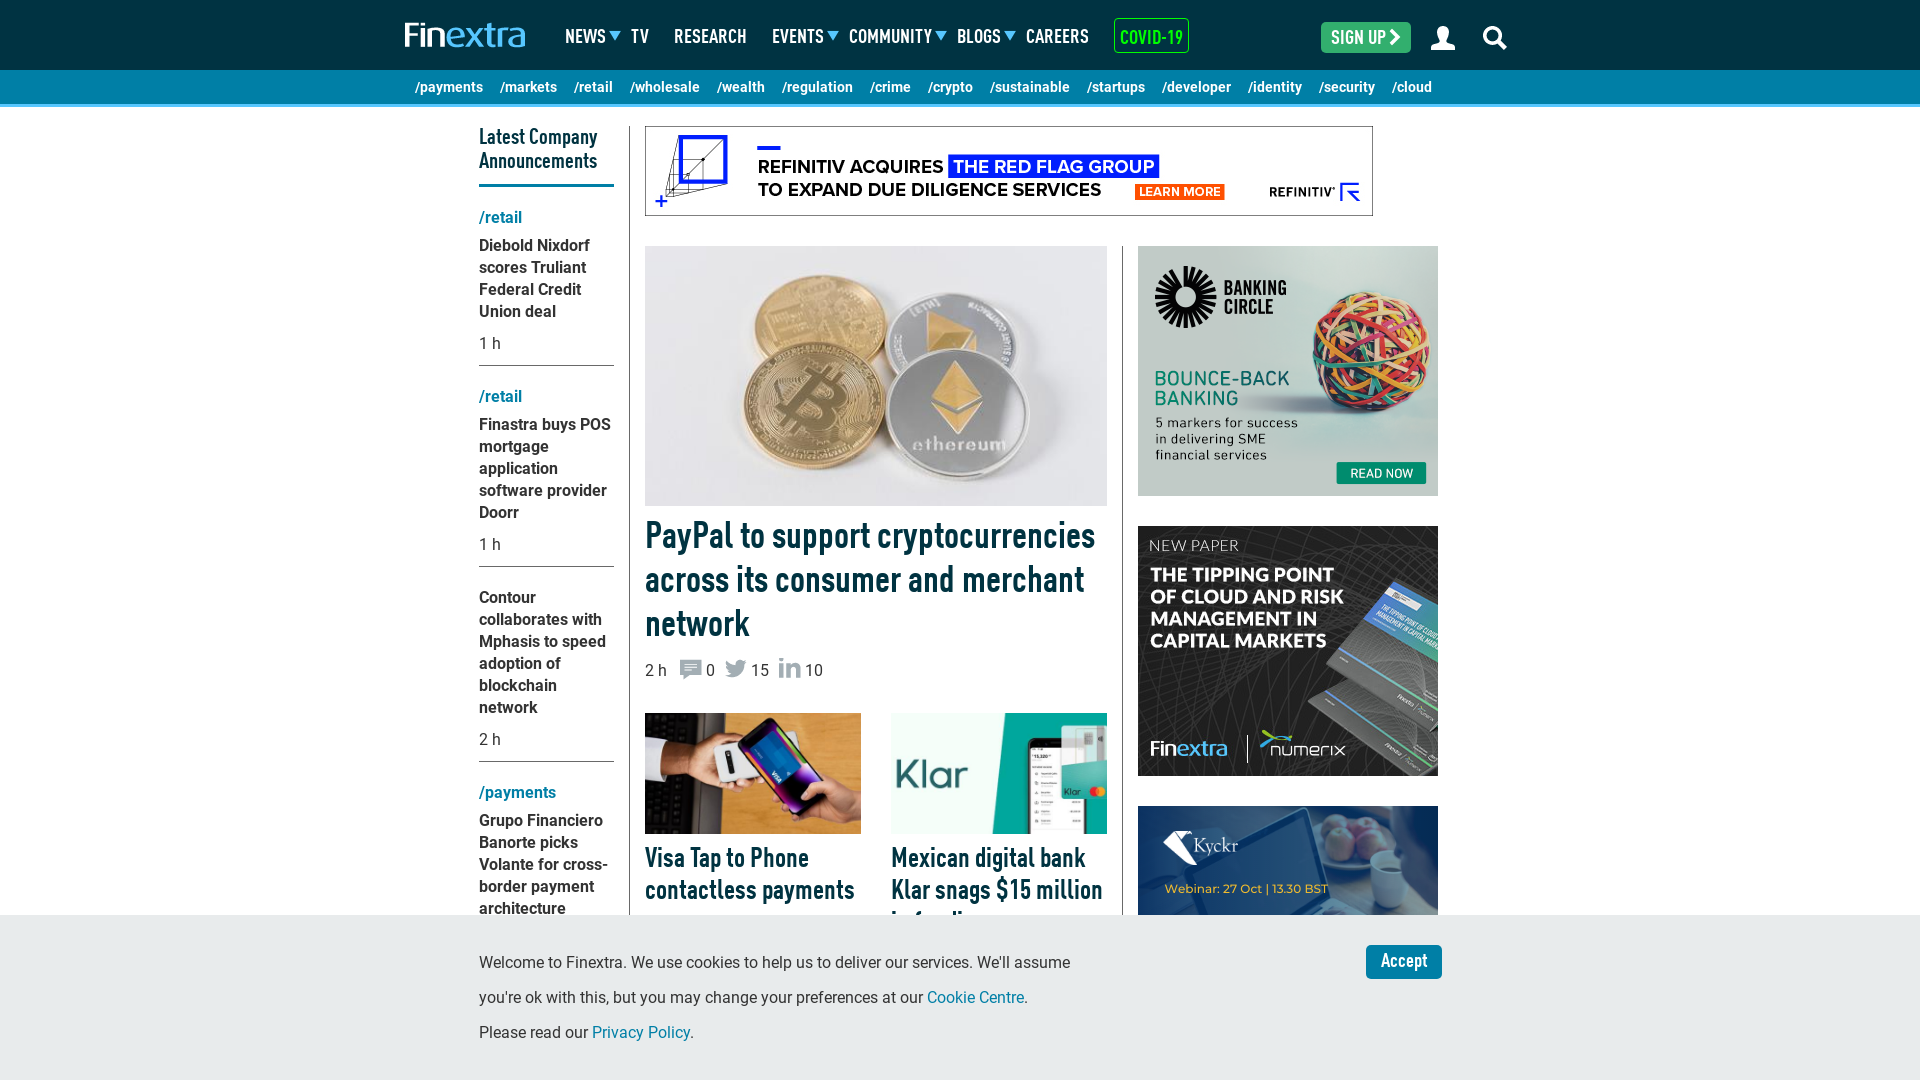 Finextra
NEWS TV RESEARCH EVENTS COMMUNITY BLOGS CAREERS COVID-19 SIGN UP
/payments /markets /retail /wholesale /wealth /regulation /crime /crypto /sustainable /startups /developer /identity /security /cloud
Latest Company
Announcements
/retail
Diebold Nixdorf
scores Truliant
Federal Credit
Union deal
1 h
/retail
Finastra buys POS
mortgage
application
software provider
Doorr
1 h
Contour
collaborates with
Mphasis to speed
adoption of
blockchain
network
2 h
/payments
Grupo Financiero
Banorte picks
Volante for cross-
border payment
architecture
REFINITIV ACQUIRES THE RED FLAG GROUP
TO EXPAND DUE DILIGENCE SERVICES
LEARN MORE
REFINITIV
ethereum
PayPal to support cryptocurrencies
across its consumer and merchant
network
2 h 0 15 10
VISA
Visa Tap to Phone
contactless payments
Klar
Klar
Mexican digital bank
Klar snags $15 million
BANKING
CIRCLE
BOUNCE-BACK
BANKING
5 markers for success
in delivering SME
financial services
READ NOW
NEW PAPER
THE TIPPING POINT
OF CLOUD AND RISK
MANAGEMENT IN
CAPITAL MARKETS
Finextra
numerix
Kyckr
Webinar: 27 Oct | 13.30 BST
Welcome to Finextra. We use cookies to help us to deliver our services. We'll assume
you're ok with this, but you may change your preferences at our Cookie Centre.
Please read our Privacy Policy.
Accept